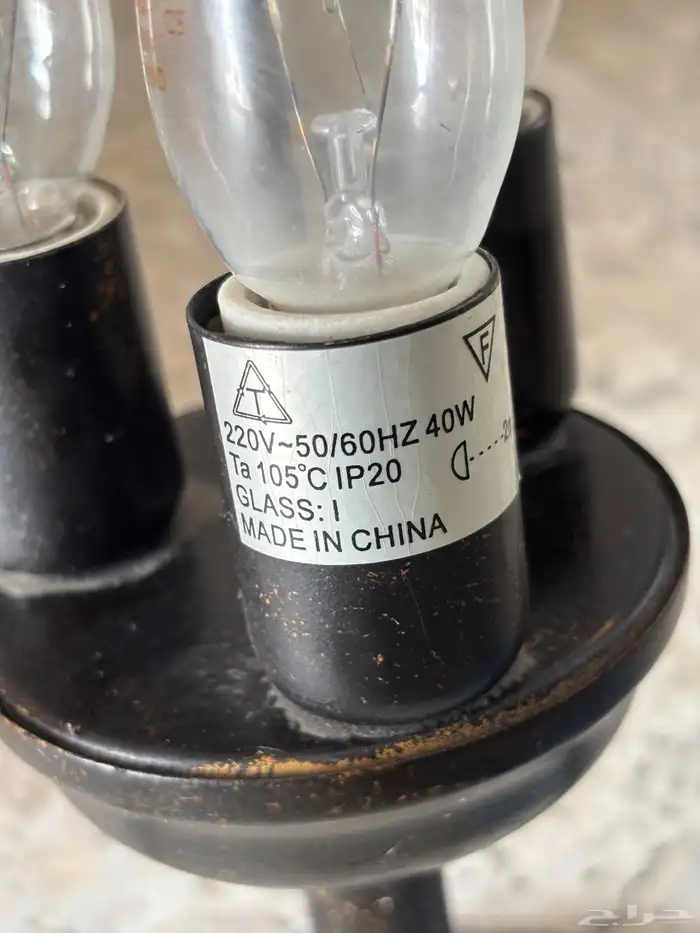 T
F
220V~50/60HZ 40W
Ta 105°C IP20
GLASS: I
MADE IN CHINA
حراج